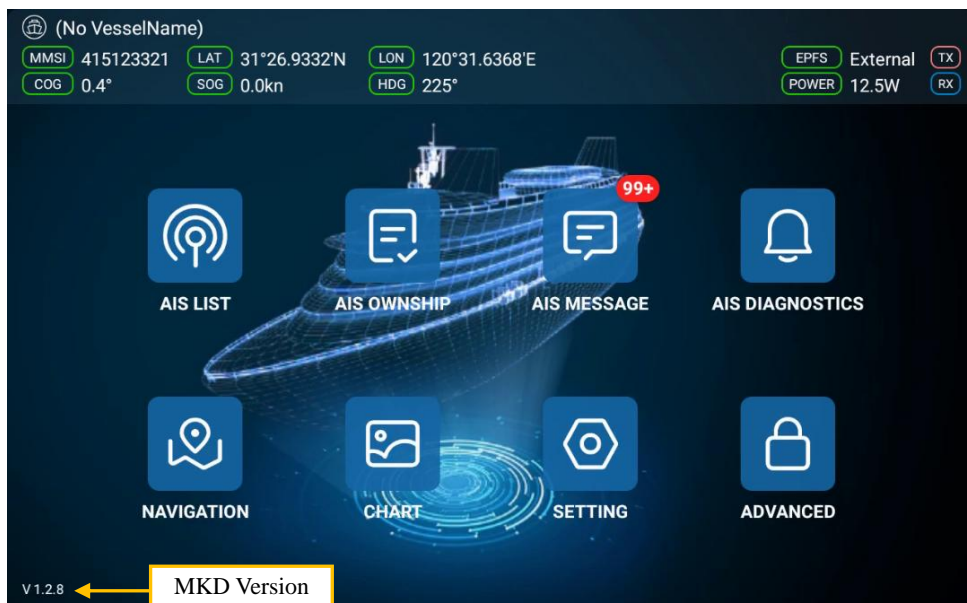 (No VesselName)
MMSI 415123321 LAT 31°26.9332'N LON 120°31.6368'E EPFS External TX
COG 0.4° SOG 0.0kn HDG 225° POWER 12.5W RX
99+
AIS LIST AIS OWNSHIP AIS MESSAGE AIS DIAGNOSTICS
NAVIGATION CHART SETTING ADVANCED
V 1.2.8 MKD Version